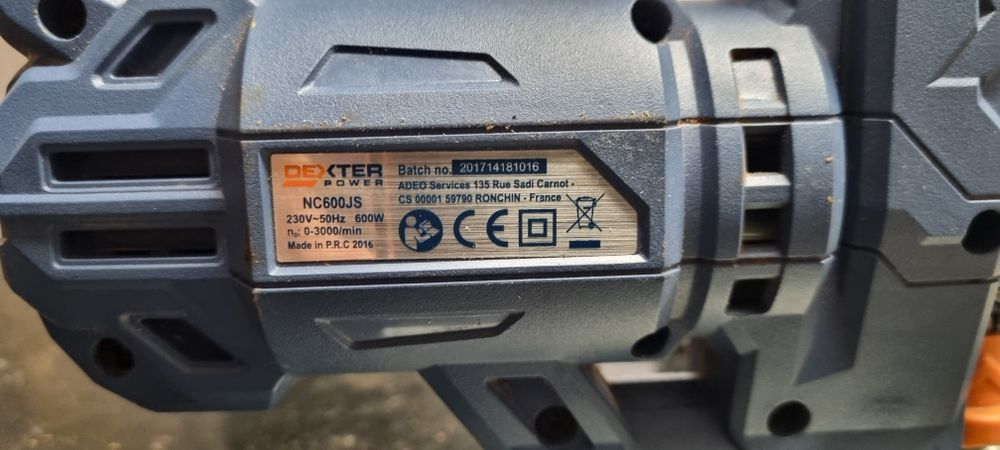 DEXTER
POWER
NC600JS
230V~50Hz 600W
n₀: 0-3000/min
Made in P.R.C 2016
Batch no. 201714181016
ADEO Services 135 Rue Sadi Carnot -
CS 00001 59790 RONCHIN - France
CE